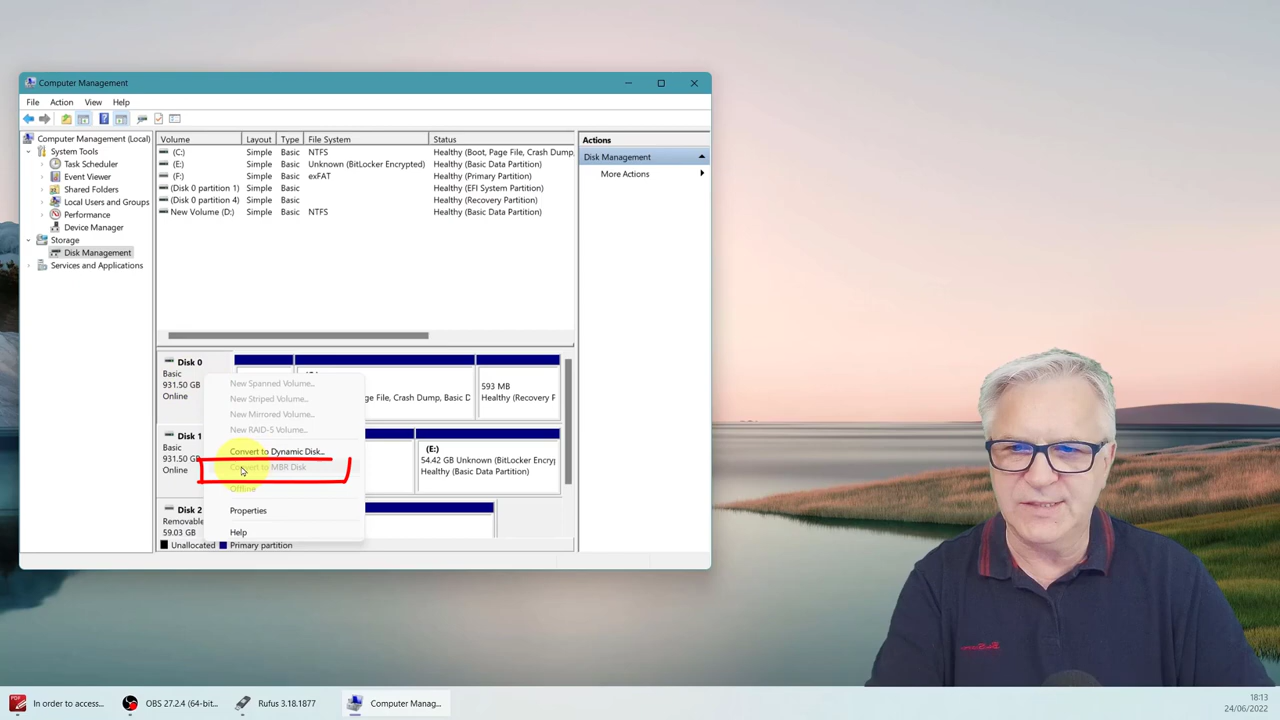 Computer Management
File Action View Help
Computer Management (Local)
System Tools
Task Scheduler
Event Viewer
Shared Folders
Local Users and Groups
Performance
Device Manager
Storage
Disk Management
Services and Applications
Volume Layout Type File System Status
(C:) Simple Basic NTFS Healthy (Boot, Page File, Crash Dump,
(E:) Simple Basic Unknown (BitLocker Encrypted) Healthy (Basic Data Partition)
(F:) Simple Basic exFAT Healthy (Primary Partition)
(Disk 0 partition 1) Simple Basic Healthy (EFI System Partition)
(Disk 0 partition 4) Simple Basic Healthy (Recovery Partition)
New Volume (D:) Simple Basic NTFS Healthy (Basic Data Partition)
Actions
Disk Management
More Actions
Disk 0
Basic
931.50 GB
Online
593 MB
ge File, Crash Dump, Basic D
Healthy (Recovery F
Disk 1
Basic
931.50 GB
Online
(E:)
54.42 GB Unknown (BitLocker Encryp
Healthy (Basic Data Partition)
Disk 2
Removable
59.03 GB
New Spanned Volume...
New Striped Volume...
New Mirrored Volume...
New RAID-5 Volume...
Convert to Dynamic Disk...
Convert to MBR Disk
Offline
Properties
Help
Unallocated Primary partition
In order to access... OBS 27.2.4 (64-bit... Rufus 3.18.1877 Computer Manag...
18:13
24/06/2022